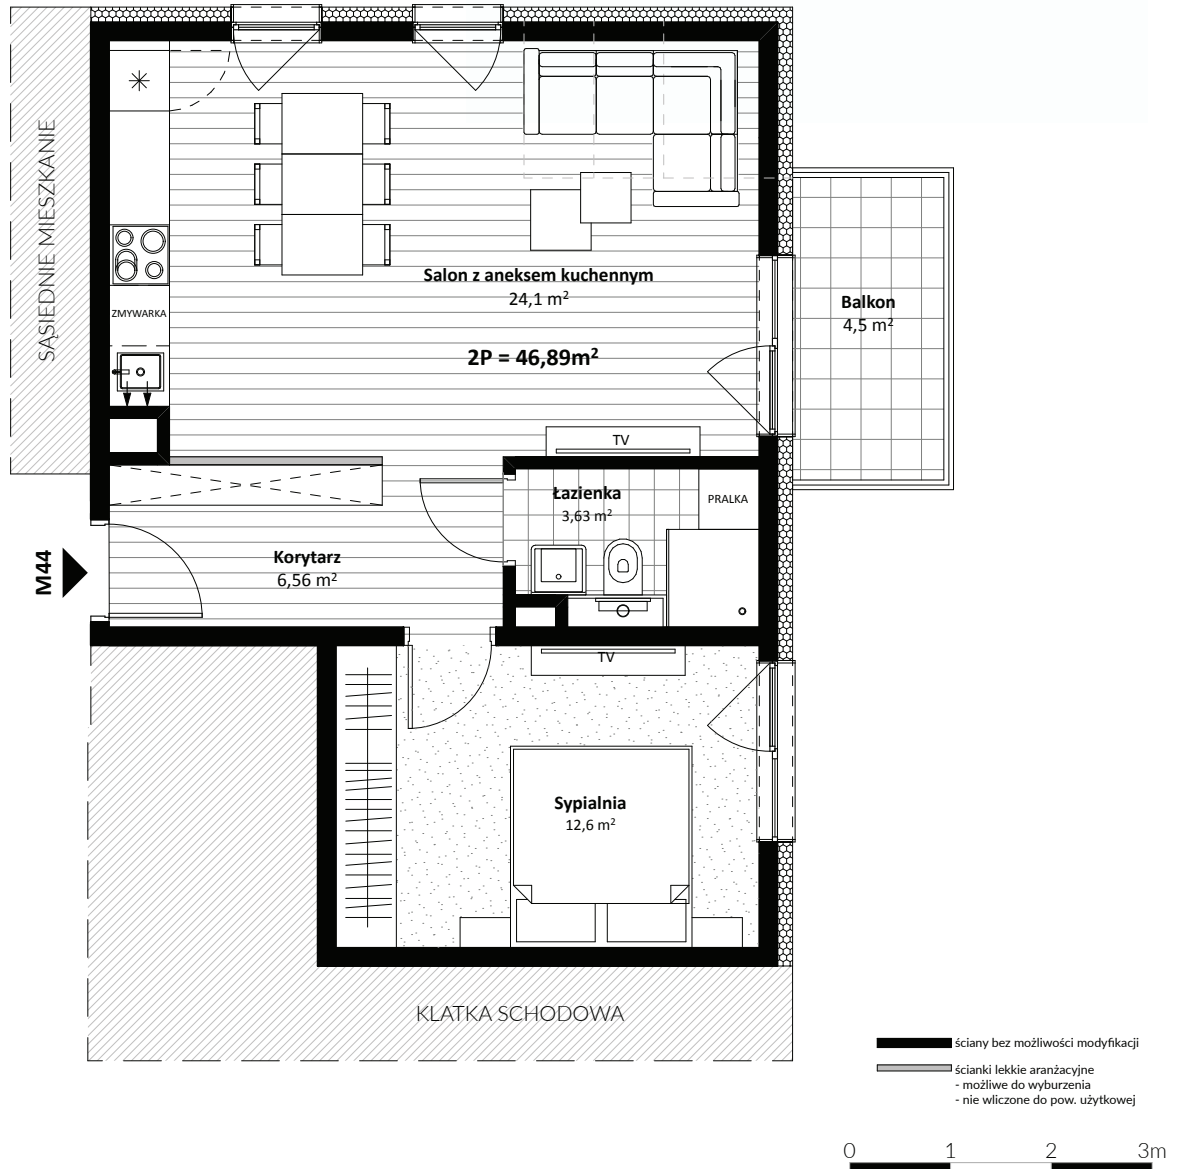 SĄSIEDNIE MIESZKANIE
ZMYWARKA
Salon z aneksem kuchennym
24,1 m²
2P = 46,89m²
Balkon
4,5 m²
TV
Łazienka
3,63 m²
PRALKA
M44
Korytarz
6,56 m²
TV
Sypialnia
12,6 m²
KLATKA SCHODOWA
ściany bez możliwości modyfikacji
ścianki lekkie aranżacyjne
- możliwe do wyburzenia
- nie wliczone do pow. użytkowej
0 1 2 3m